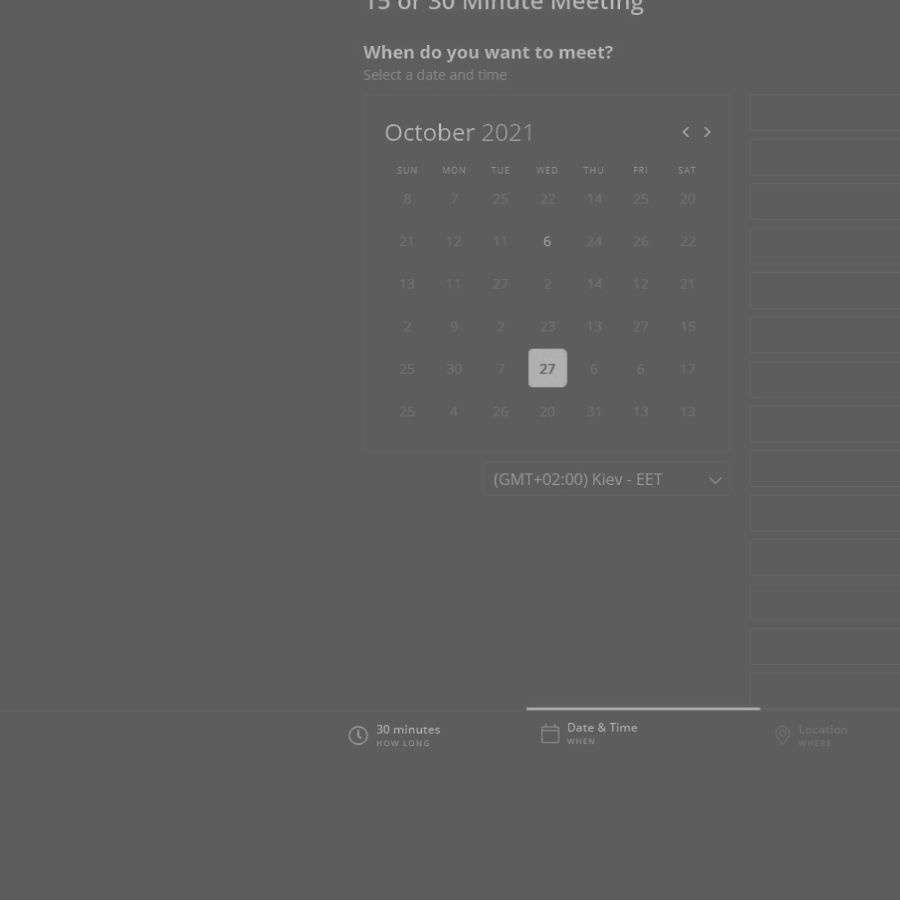 15 or 30 Minute Meeting
When do you want to meet?
Select a date and time
October 2021
SUN MON TUE WED THU FRI SAT
8 7 25 22 14 25 20
21 12 11 6 24 26 22
13 11 27 2 14 12 21
2 9 2 23 13 27 15
25 30 7 27 6 6 17
25 4 26 20 31 13 13
(GMT+02:00) Kiev - EET
30 minutes
HOW LONG
Date & Time
WHEN
Location
WHERE